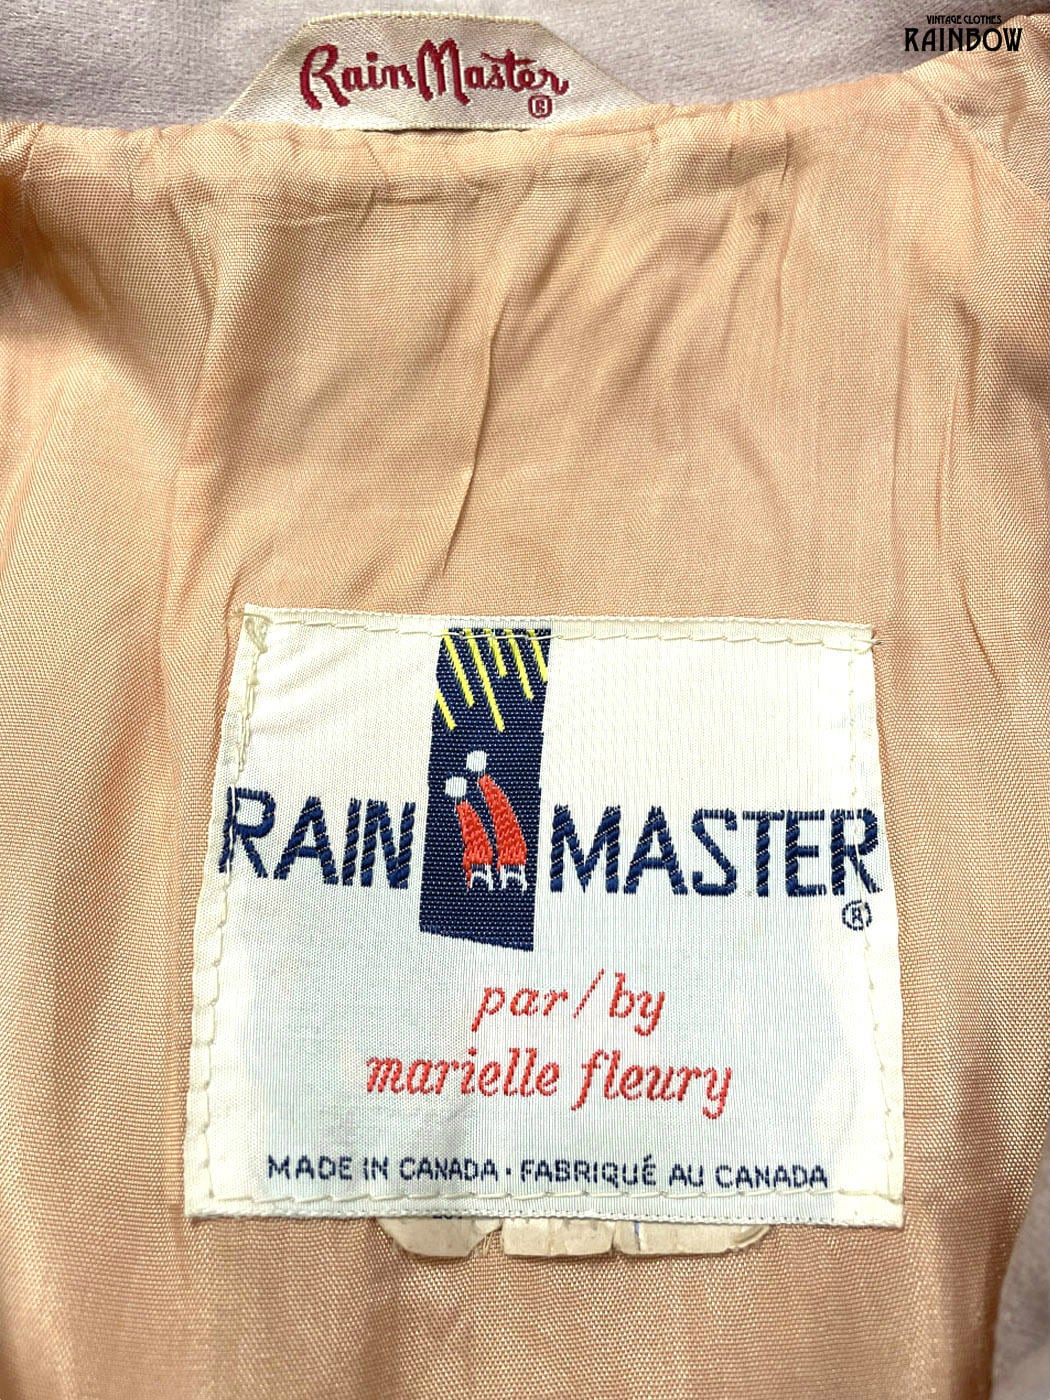 VINTAGE CLOTHES
RAINBOW
Rain Master
®
RAIN MASTER
®
par/by
marielle fleury
MADE IN CANADA · FABRIQUÉ AU CANADA